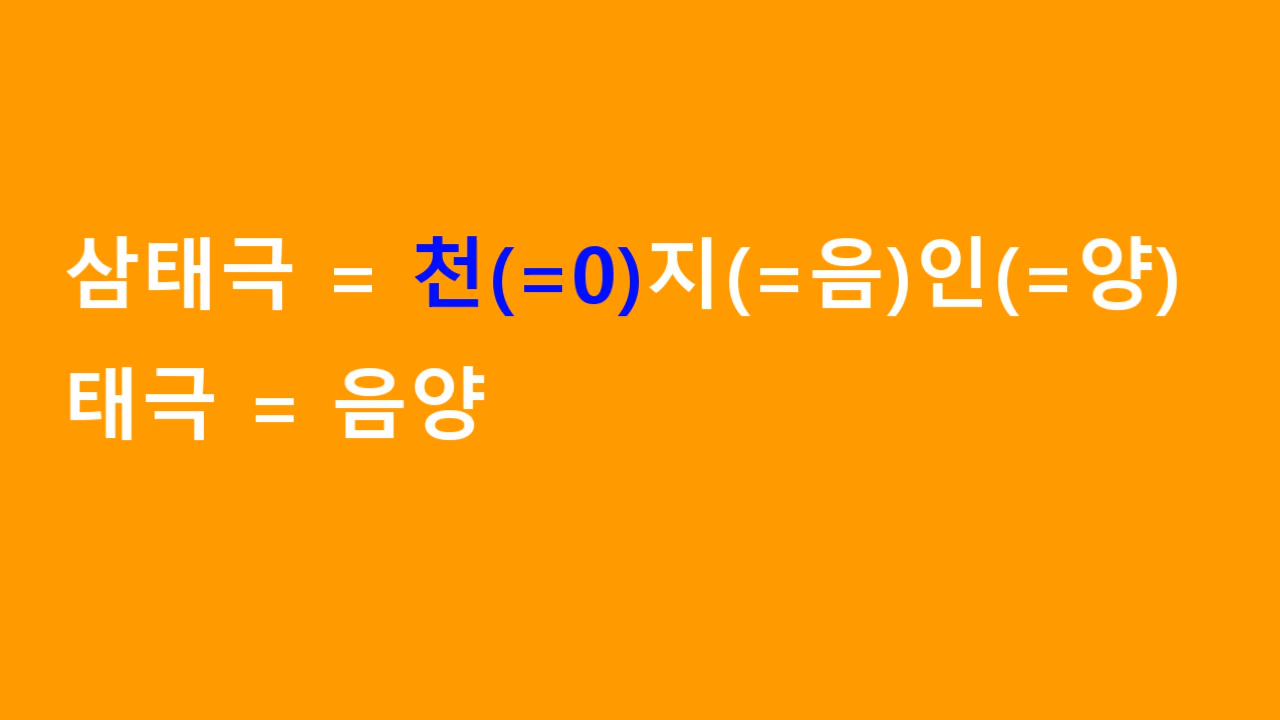 삼태극 = 천(=0)지(=음)인(=양)
태극 = 음양